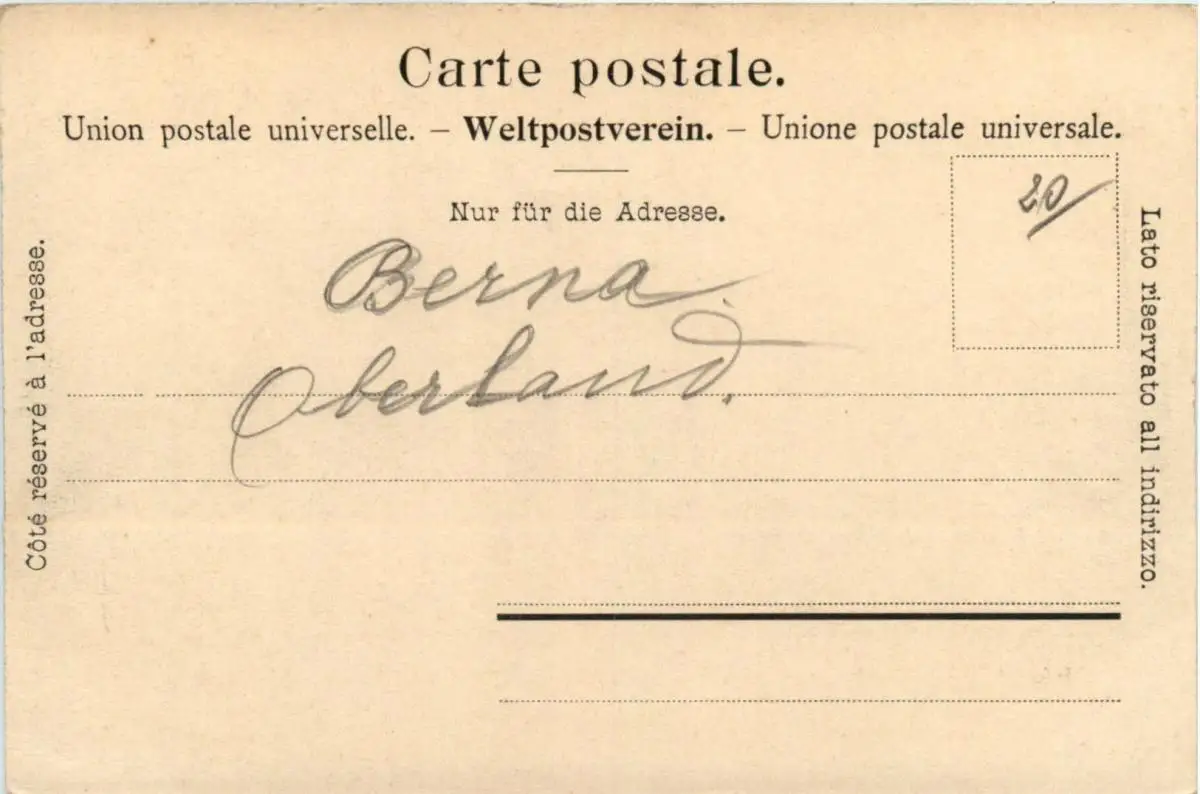 Carte postale.
Union postale universelle. – Weltpostverein. – Unione postale universale.
Nur für die Adresse.
20/
Berna
Oberland.
Côté réservé à l'adresse.
Lato riservato all indirizzo.